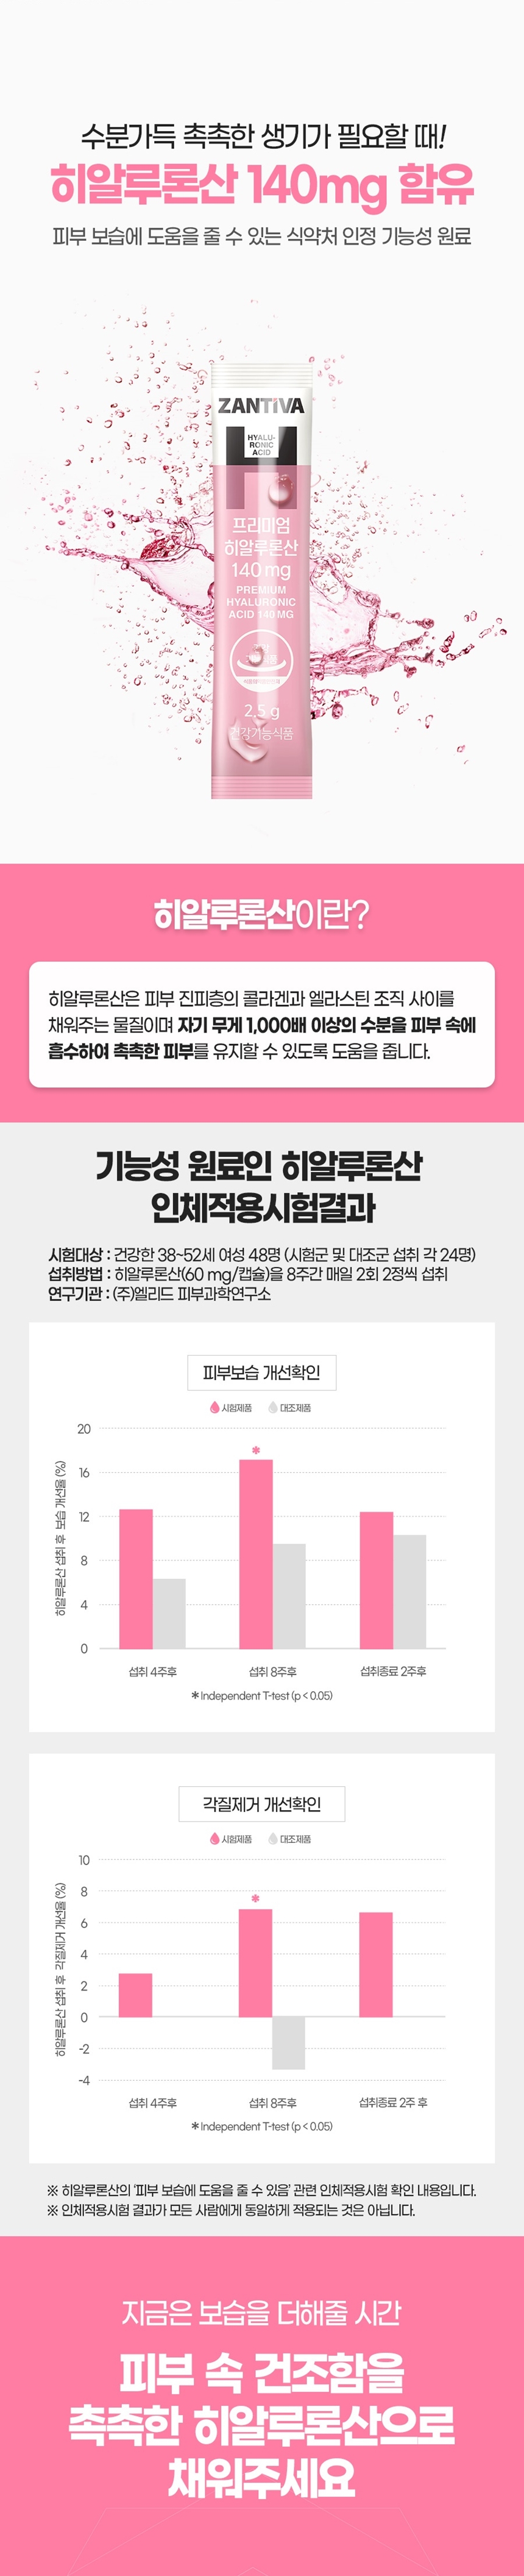 수분가득 촉촉한 생기가 필요할 때!
히알루론산 140mg 함유
피부 보습에 도움을 줄 수 있는 식약처 인정 기능성 원료
ZANTIVA
HYALU-
RONIC
ACID
프리미엄
히알루론산
140 mg
PREMIUM
HYALURONIC
ACID 140 MG
2.5 g
건강기능식품
히알루론산이란?
히알루론산은 피부 진피층의 콜라겐과 엘라스틴 조직 사이를
채워주는 물질이며 자기 무게 1,000배 이상의 수분을 피부 속에
흡수하여 촉촉한 피부를 유지할 수 있도록 도움을 줍니다.
기능성 원료인 히알루론산
인체적용시험결과
시험대상 : 건강한 38~52세 여성 48명 (시험군 및 대조군 섭취 각 24명)
섭취방법 : 히알루론산(60 mg/캡슐)을 8주간 매일 2회 2정씩 섭취
연구기관 : (주)엘리드 피부과학연구소
피부보습 개선확인
시험제품 대조제품
히알루론산 섭취 후 보습 개선율 (%)
20
16
12
8
4
0
*
섭취 4주후 섭취 8주후 섭취종료 2주후
* Independent T-test (p < 0.05)
각질제거 개선확인
시험제품 대조제품
히알루론산 섭취 후 각질제거 개선율 (%)
10
8
6
4
2
0
-2
-4
*
섭취 4주후 섭취 8주후 섭취종료 2주 후
* Independent T-test (p < 0.05)
※ 히알루론산의 '피부 보습에 도움을 줄 수 있음' 관련 인체적용시험 확인 내용입니다.
※ 인체적용시험 결과가 모든 사람에게 동일하게 적용되는 것은 아닙니다.
지금은 보습을 더해줄 시간
피부 속 건조함을
촉촉한 히알루론산으로
채워주세요